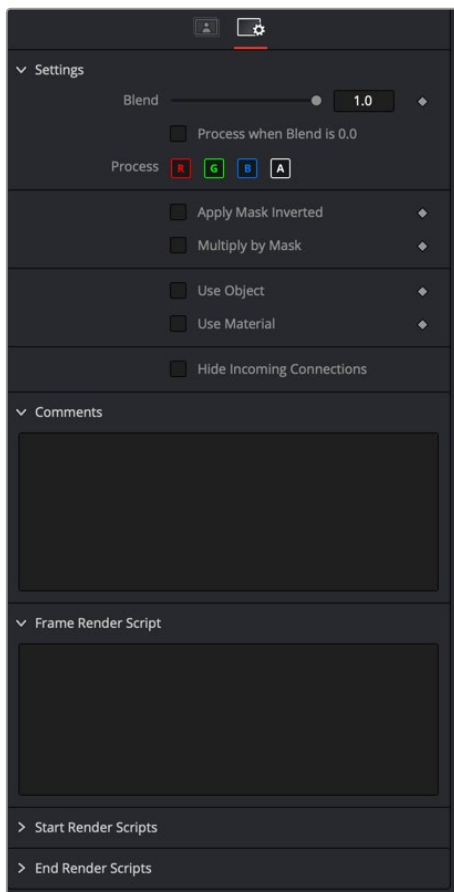 Settings
Blend 1.0
Process when Blend is 0.0
Process R G B A
Apply Mask Inverted
Multiply by Mask
Use Object
Use Material
Hide Incoming Connections
Comments
Frame Render Script
Start Render Scripts
End Render Scripts